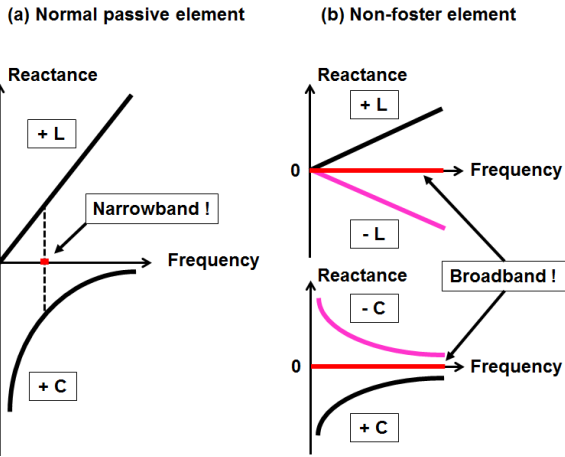 (a) Normal passive element
Reactance
+ L
Narrowband !
Frequency
+ C
(b) Non-foster element
Reactance
+ L
0
Frequency
- L
Broadband !
Reactance
- C
0
Frequency
+ C